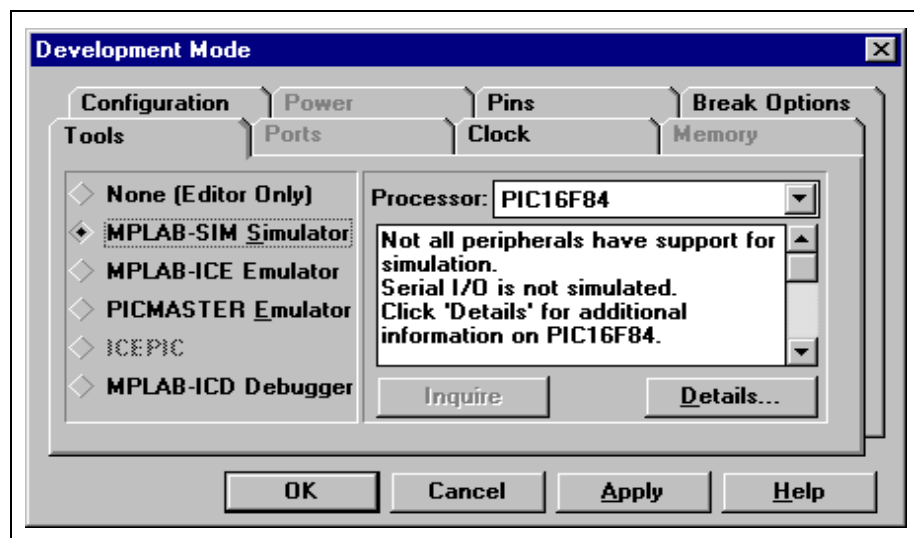 Development Mode
Configuration Power Pins Break Options
Tools Ports Clock Memory
None (Editor Only)
MPLAB-SIM Simulator
MPLAB-ICE Emulator
PICMASTER Emulator
ICEPIC
MPLAB-ICD Debugger
Processor: PIC16F84
Not all peripherals have support for
simulation.
Serial I/O is not simulated.
Click 'Details' for additional
information on PIC16F84.
Inquire Details...
OK Cancel Apply Help